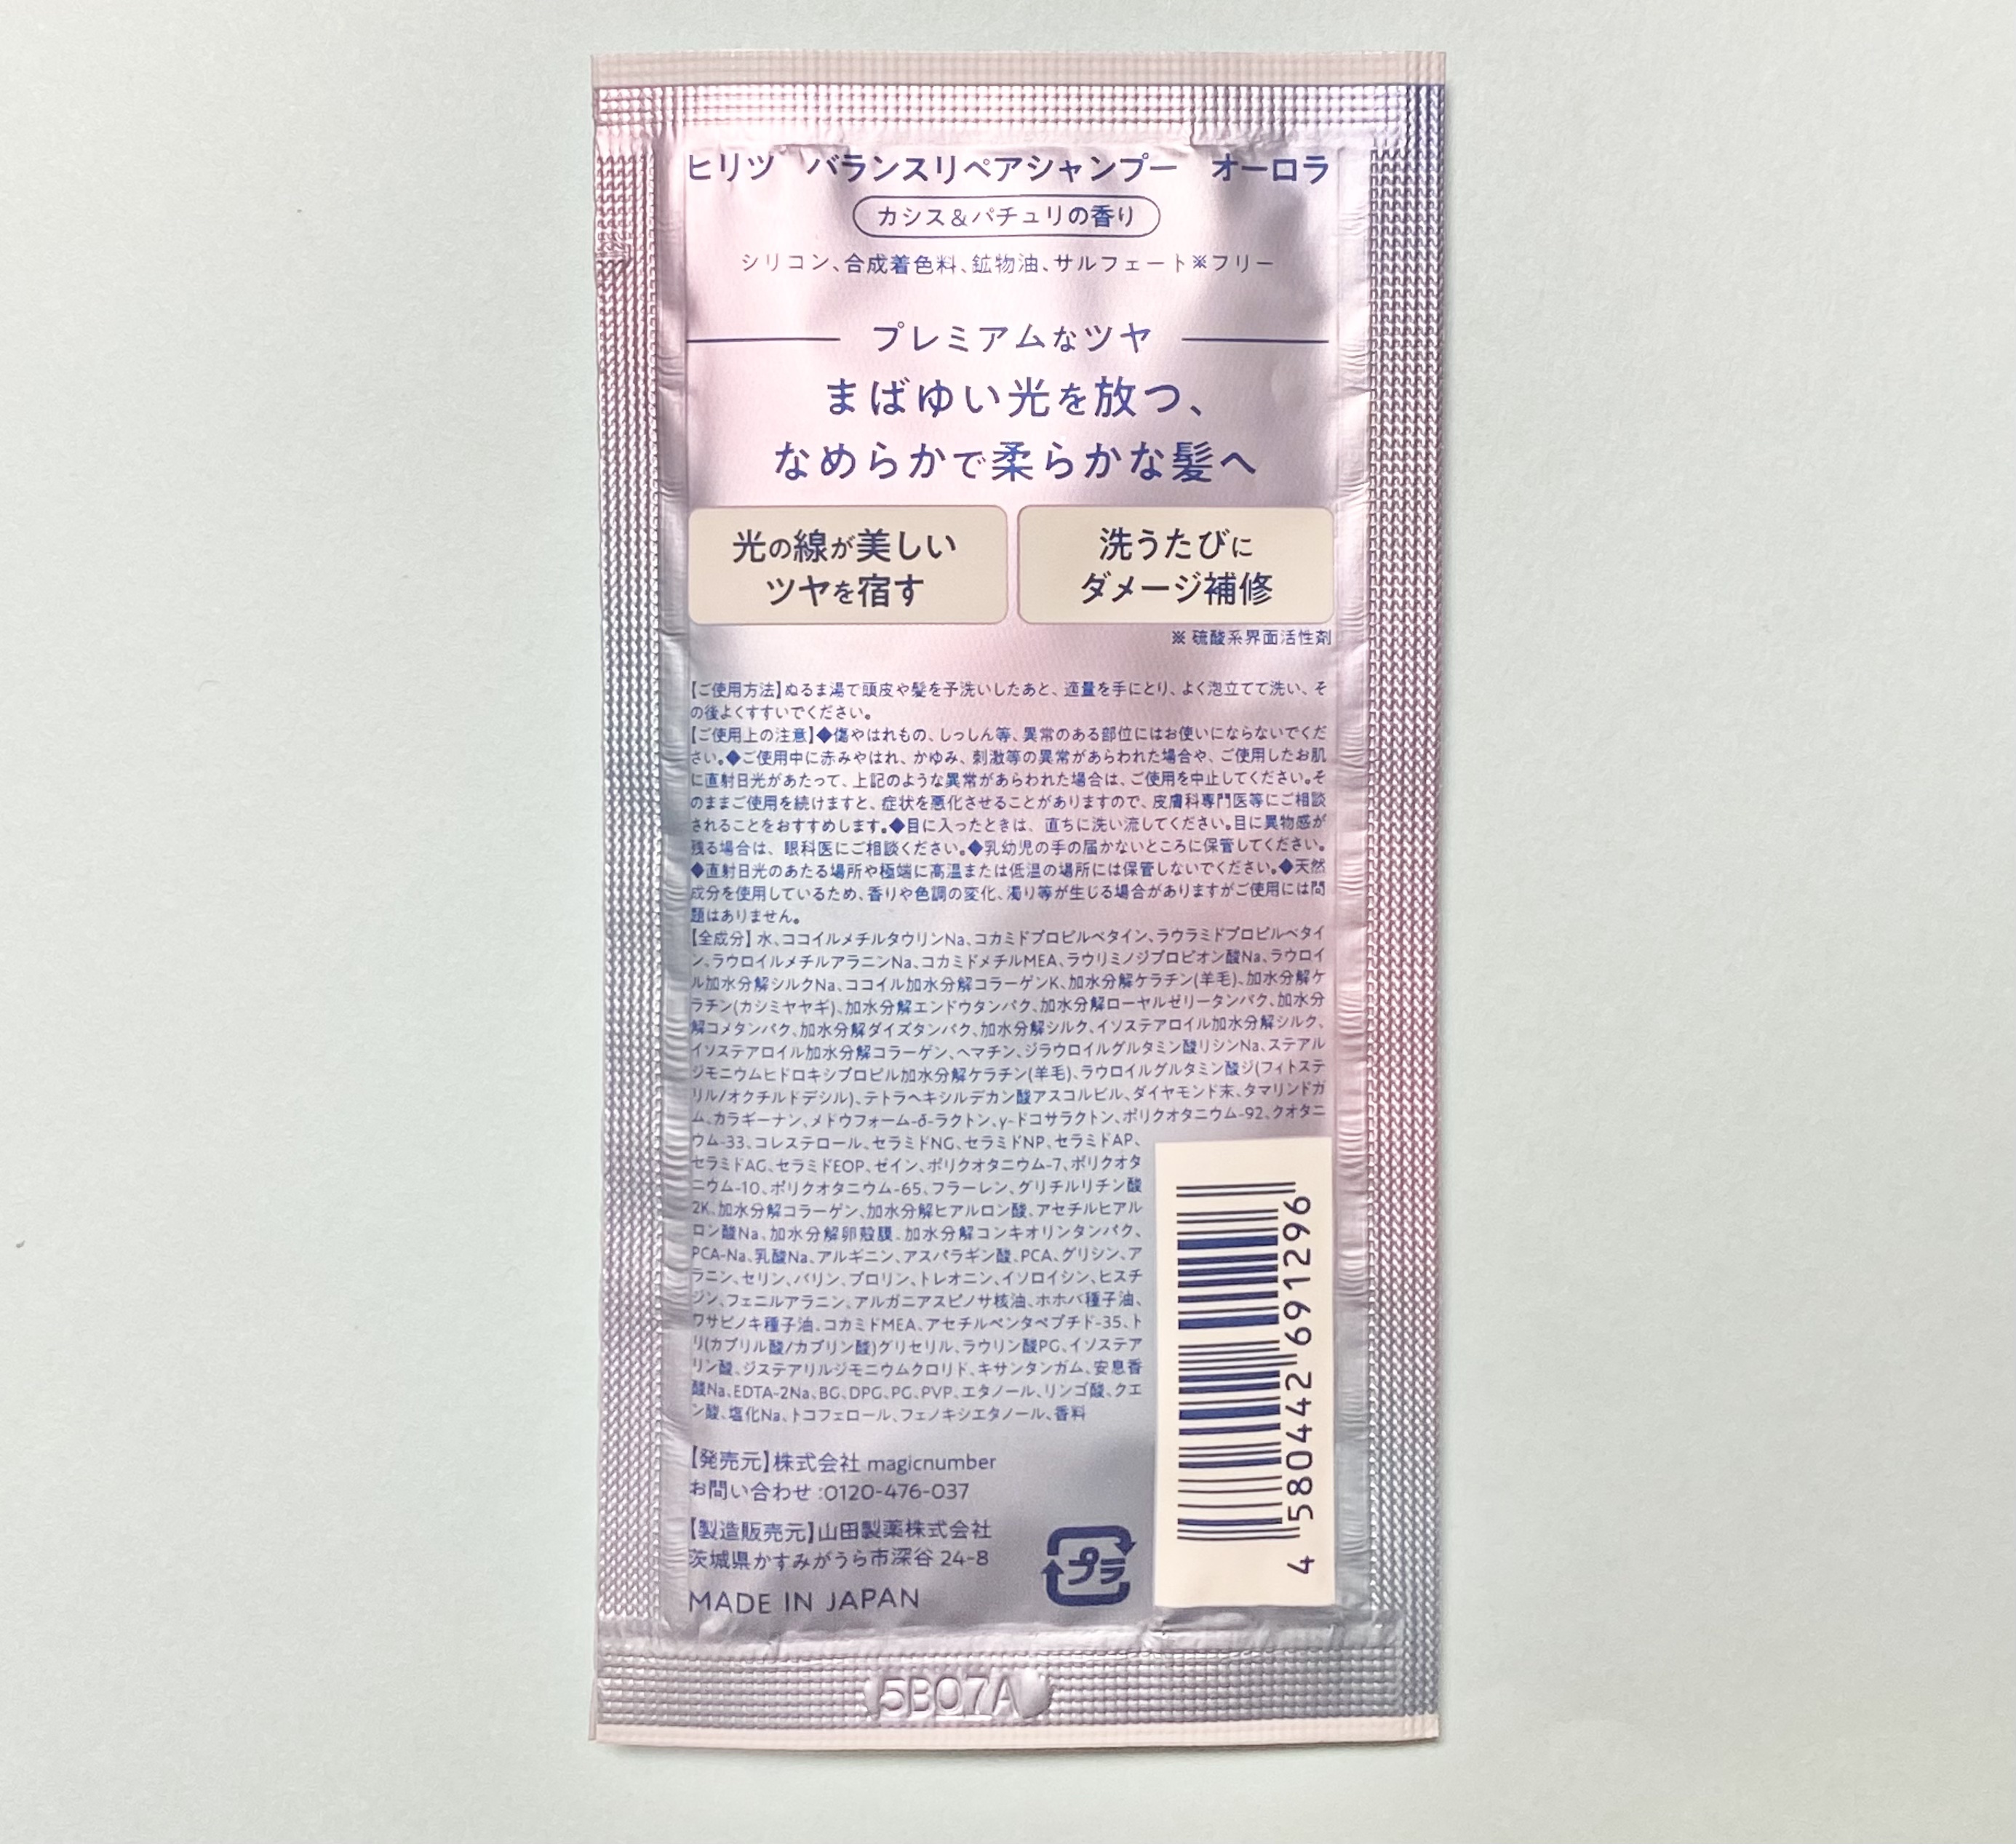 ヒリツ バランスリペアシャンプー オーロラ
カシス&パチュリの香り
シリコン、合成着色料、鉱物油、サルフェート※フリー
プレミアムなツヤ
まばゆい光を放つ、
なめらかで柔らかな髪へ
光の線が美しい
ツヤを宿す
洗うたびに
ダメージ補修
※ 硫酸系界面活性剤
【ご使用方法】ぬるま湯で頭皮や髪を予洗いしたあと、適量を手にとり、よく泡立てて洗い、そ
の後よくすすいでください。
【ご使用上の注意】◆傷やはれもの、しっしん等、異常のある部位にはお使いにならないでくだ
さい。◆ご使用中に赤みやはれ、かゆみ、刺激等の異常があらわれた場合や、ご使用したお肌
に直射日光があたって、上記のような異常があらわれた場合は、ご使用を中止してください。そ
のままご使用を続けますと、症状を悪化させることがありますので、皮膚科専門医等にご相談
されることをおすすめします。◆目に入ったときは、直ちに洗い流してください。目に異物感が
残る場合は、眼科医にご相談ください。◆乳幼児の手の届かないところに保管してください。
◆直射日光のあたる場所や極端に高温または低温の場所には保管しないでください。◆天然
成分を使用しているため、香りや色調の変化、濁り等が生じる場合がありますがご使用には問
題はありません。
【全成分】水、ココイルメチルタウリンNa、コカミドプロピルベタイン、ラウラミドプロピルベタイ
ン、ラウロイルメチルアラニンNa、コカミドメチルMEA、ラウリミノジプロピオン酸Na、ラウロイ
ル加水分解シルクNa、ココイル加水分解コラーゲンK、加水分解ケラチン(羊毛)、加水分解ケ
ラチン(カシミヤヤギ)、加水分解エンドウタンパク、加水分解ローヤルゼリータンパク、加水分
解コメタンパク、加水分解ダイズタンパク、加水分解シルク、イソステアロイル加水分解シルク、
イソステアロイル加水分解コラーゲン、ヘマチン、ジラウロイルグルタミン酸リシンNa、ステアル
ジモニウムヒドロキシプロピル加水分解ケラチン(羊毛)、ラウロイルグルタミン酸ジ(フィトステ
リル/オクチルドデシル)、テトラヘキシルデカン酸アスコルビル、ダイヤモンド末、タマリンドガ
ム、カラギーナン、メドウフォーム-δ-ラクトン、γ-ドコサラクトン、ポリクオタニウム-92、クオタニ
ウム-33、コレステロール、セラミドNG、セラミドNP、セラミドAP、
セラミドAG、セラミドEOP、ゼイン、ポリクオタニウム-7、ポリクオタ
ニウム-10、ポリクオタニウム-65、フラーレン、グリチルリチン酸
2K、加水分解コラーゲン、加水分解ヒアルロン酸、アセチルヒアル
ロン酸Na、加水分解卵殻膜、加水分解コンキオリンタンパク、
PCA-Na、乳酸Na、アルギニン、アスパラギン酸、PCA、グリシン、ア
ラニン、セリン、バリン、プロリン、トレオニン、イソロイシン、ヒスチ
ジン、フェニルアラニン、アルガニアスピノサ核油、ホホバ種子油、
ワサビノキ種子油、コカミドMEA、アセチルペンタペプチド-35、ト
リ(カプリル酸/カプリン酸)グリセリル、ラウリン酸PG、イソステア
リン酸、ジステアリルジモニウムクロリド、キサンタンガム、安息香
酸Na、EDTA-2Na、BG、DPG、PG、PVP、エタノール、リンゴ酸、クエ
ン酸、塩化Na、トコフェロール、フェノキシエタノール、香料
【発売元】株式会社 magicnumber
お問い合わせ :0120-476-037
【製造販売元】山田製薬株式会社
茨城県かすみがうら市深谷 24-8
MADE IN JAPAN
プラ
4 580442 691296
5B07A